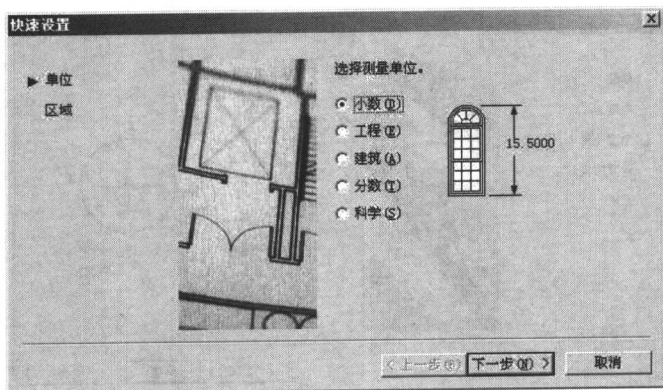 快速设置
单位
区域
选择测量单位。
小数(D)
工程(E)
建筑(A)
分数(T)
科学(S)
15.5000
< 上一步(B) 下一步(N) > 取消